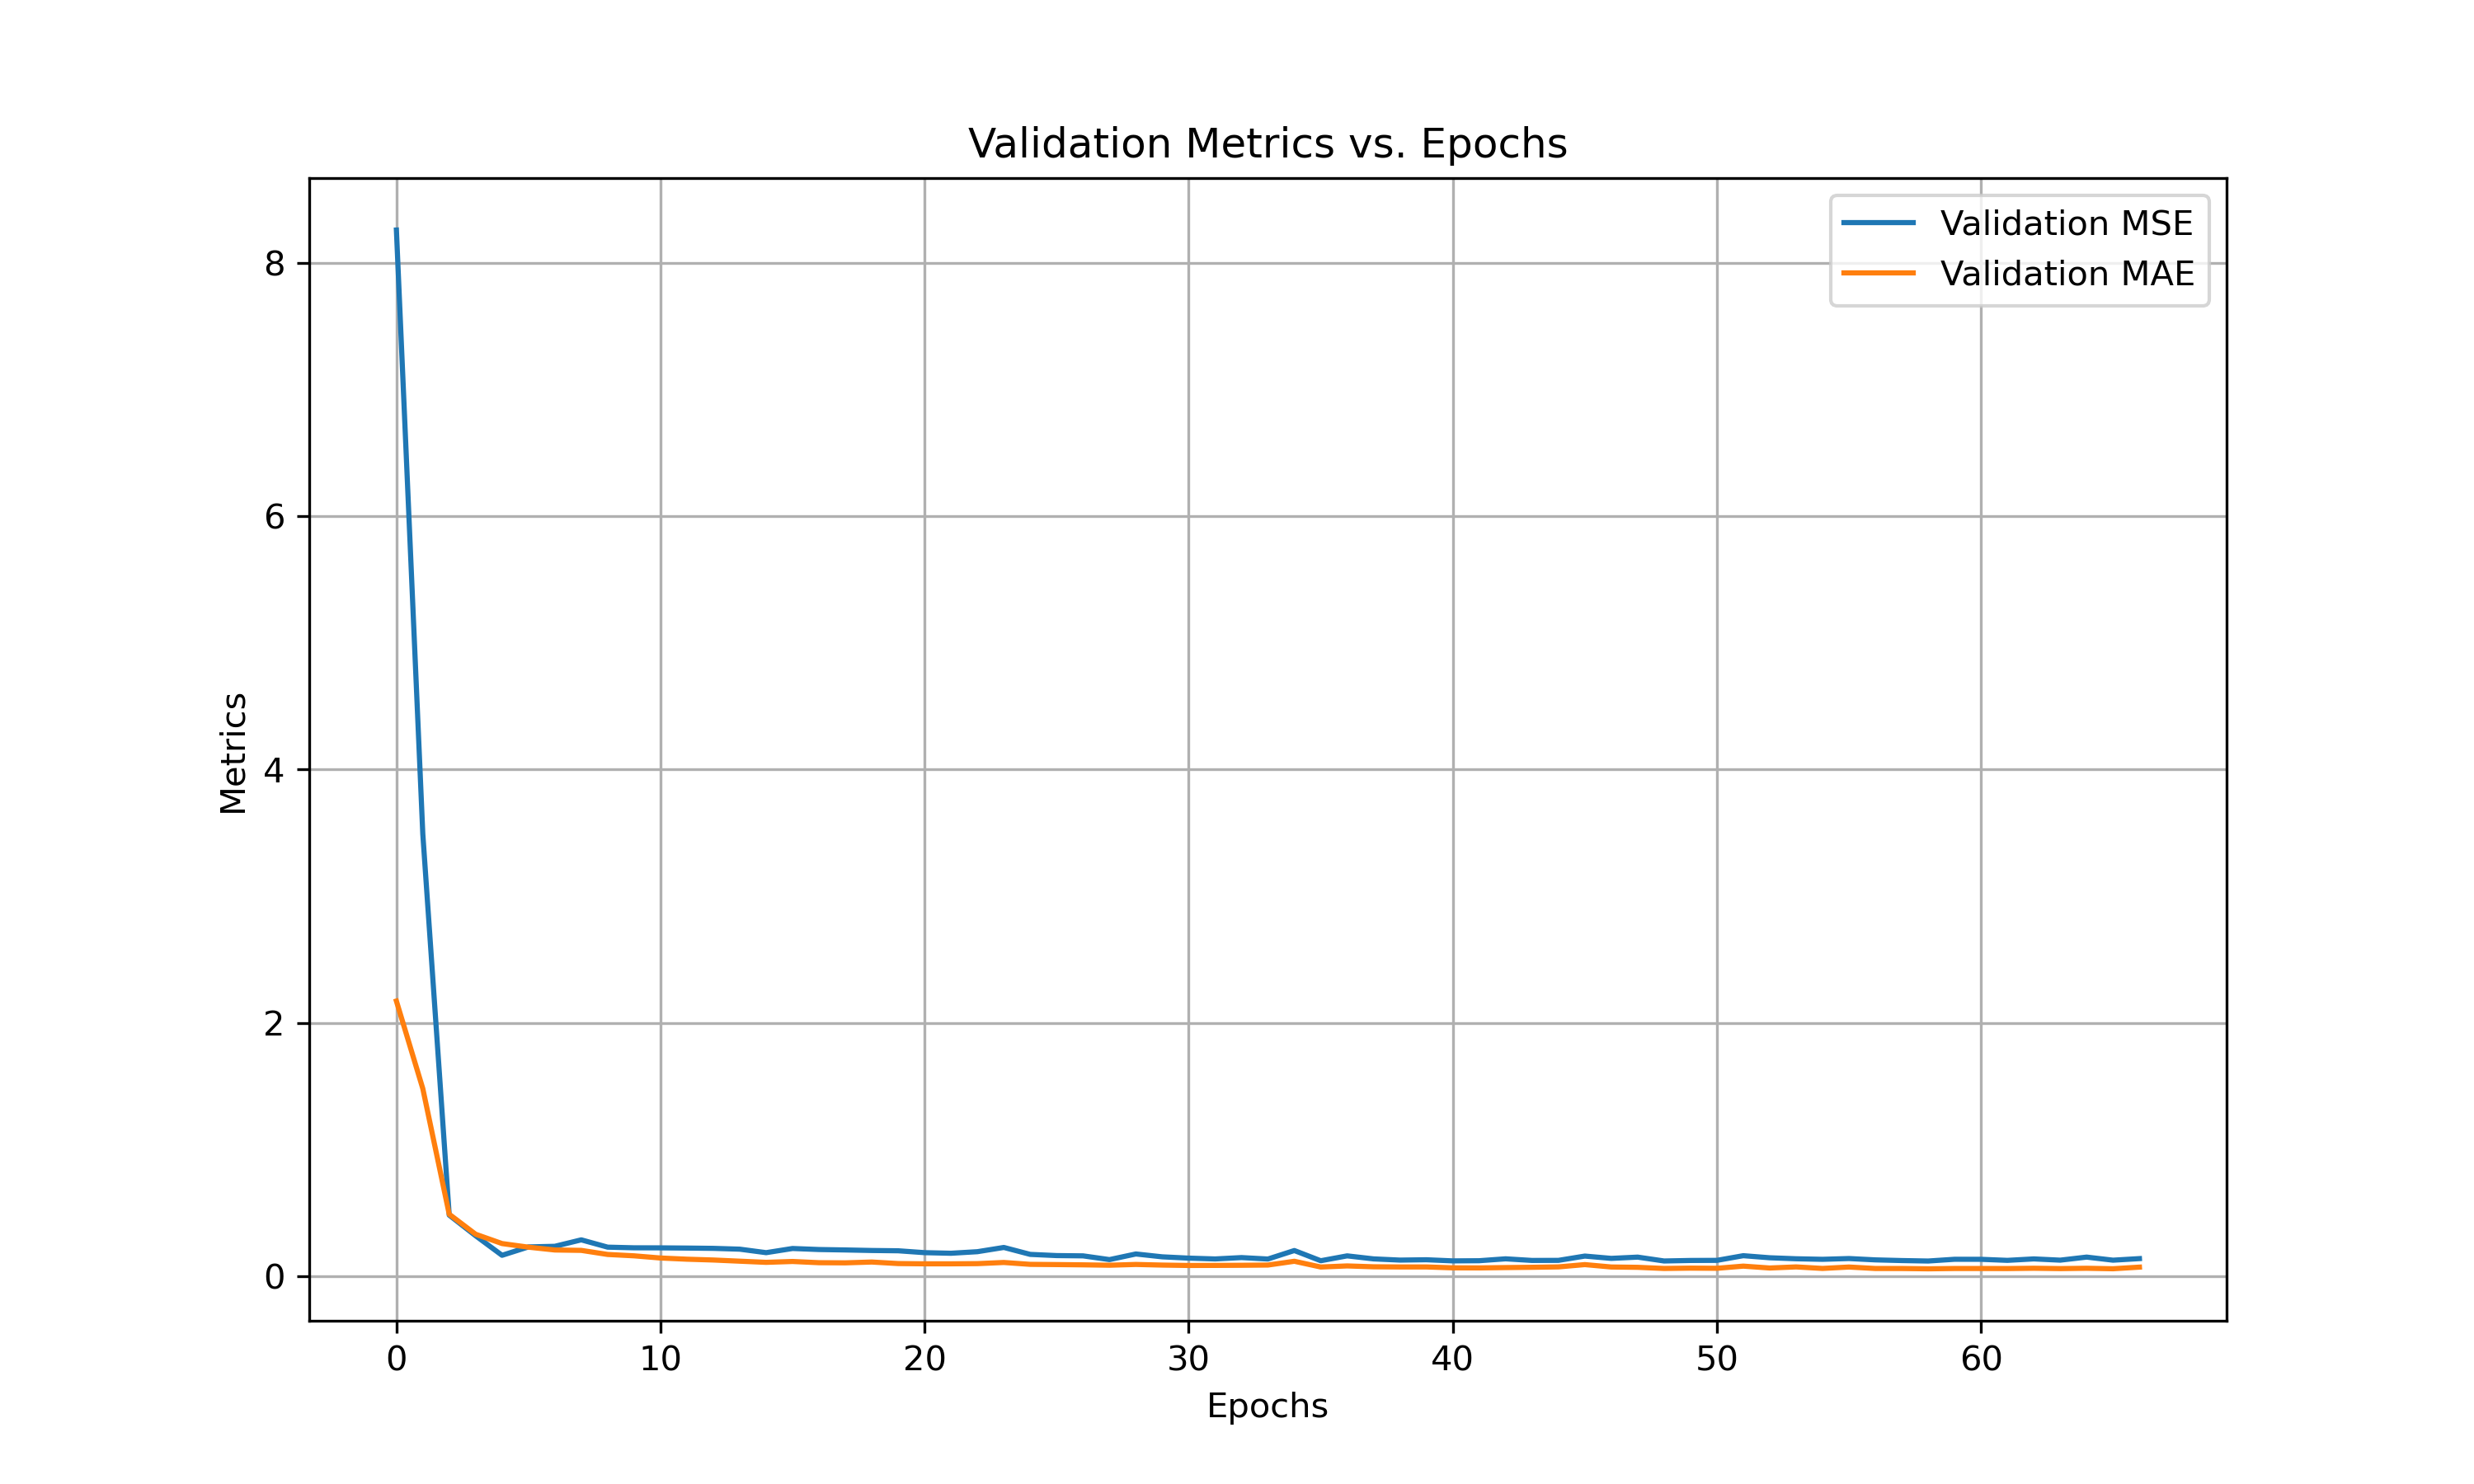 Validation Metrics vs. Epochs
Validation MSE
Validation MAE
8
6
4
2
0
Metrics
0 10 20 30 40 50 60
Epochs